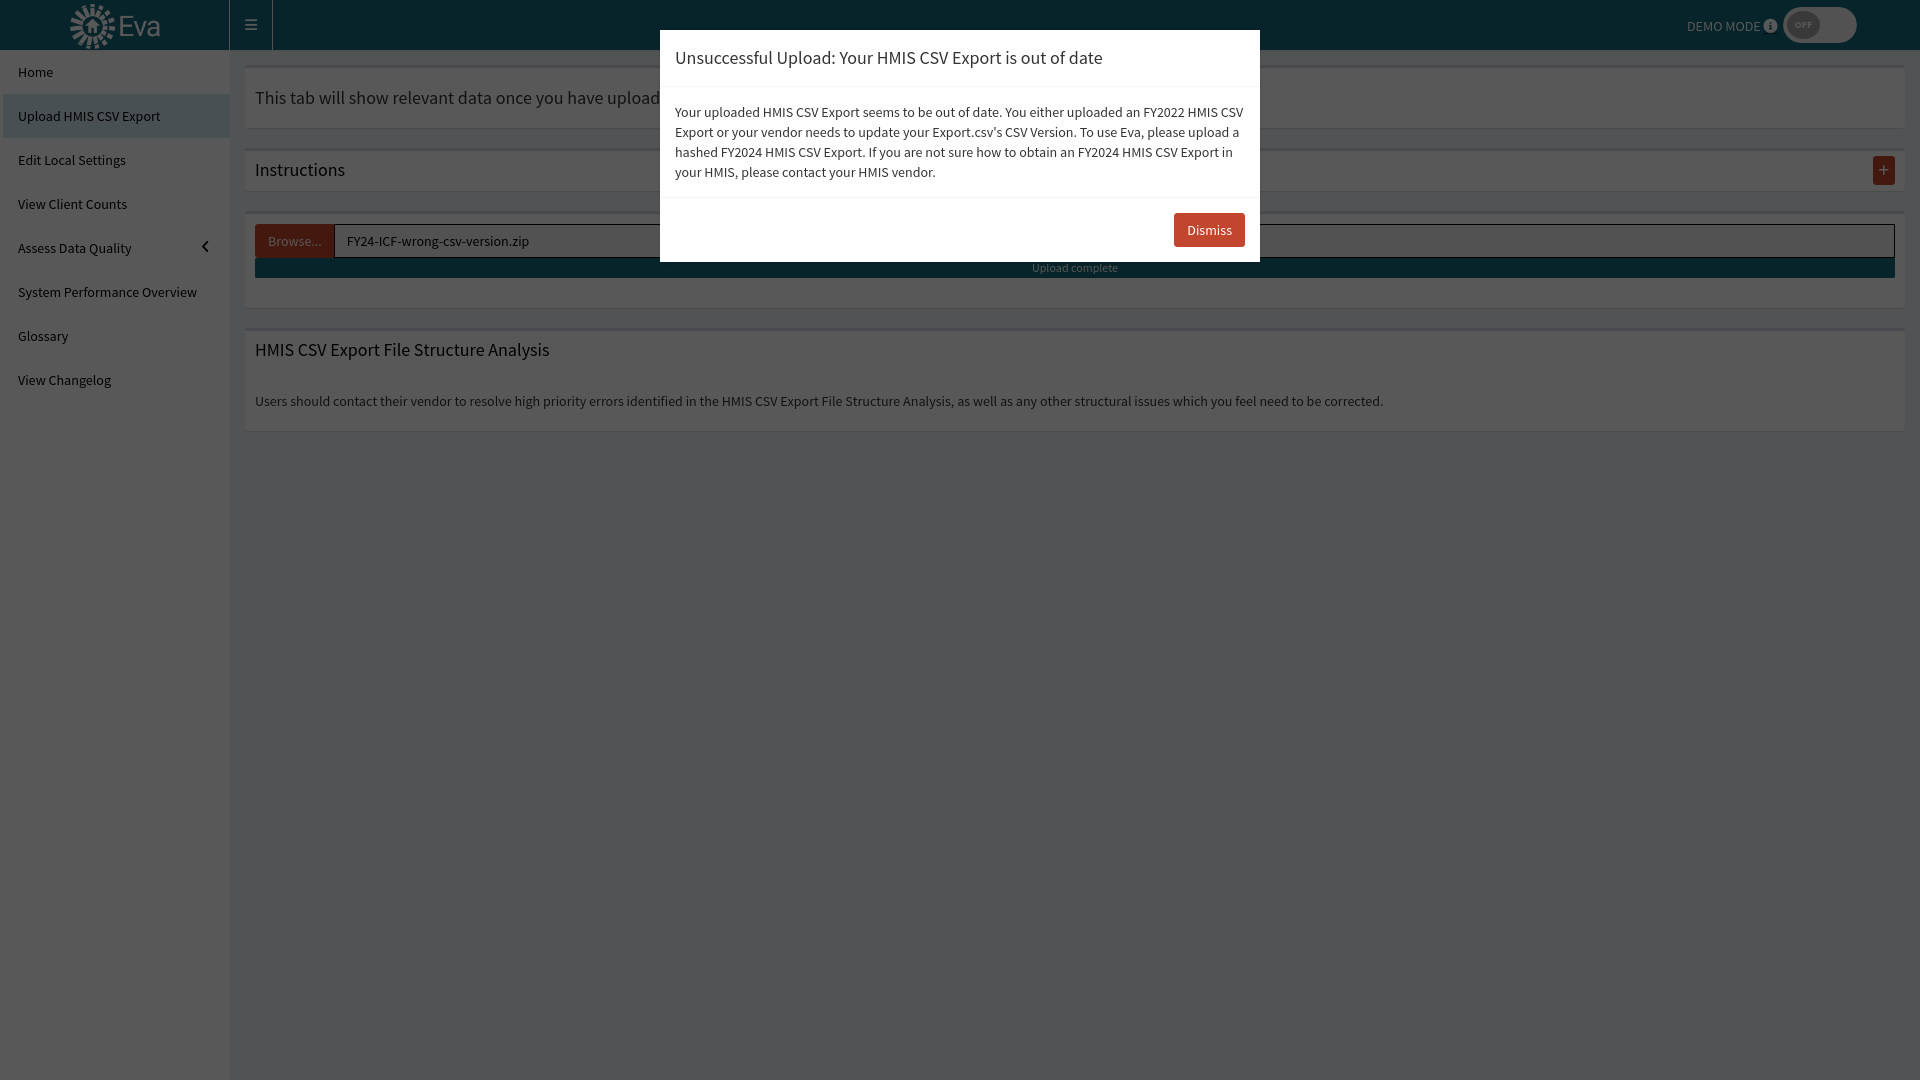 Eva
DEMO MODE
OFF
Home
Upload HMIS CSV Export
Edit Local Settings
View Client Counts
Assess Data Quality
System Performance Overview
Glossary
View Changelog
Unsuccessful Upload: Your HMIS CSV Export is out of date
Your uploaded HMIS CSV Export seems to be out of date. You either uploaded an FY2022 HMIS CSV
Export or your vendor needs to update your Export.csv's CSV Version. To use Eva, please upload a
hashed FY2024 HMIS CSV Export. If you are not sure how to obtain an FY2024 HMIS CSV Export in
your HMIS, please contact your HMIS vendor.
Dismiss
This tab will show relevant data once you have upload
Instructions
+
Browse...
FY24-ICF-wrong-csv-version.zip
Upload complete
HMIS CSV Export File Structure Analysis
Users should contact their vendor to resolve high priority errors identified in the HMIS CSV Export File Structure Analysis, as well as any other structural issues which you feel need to be corrected.